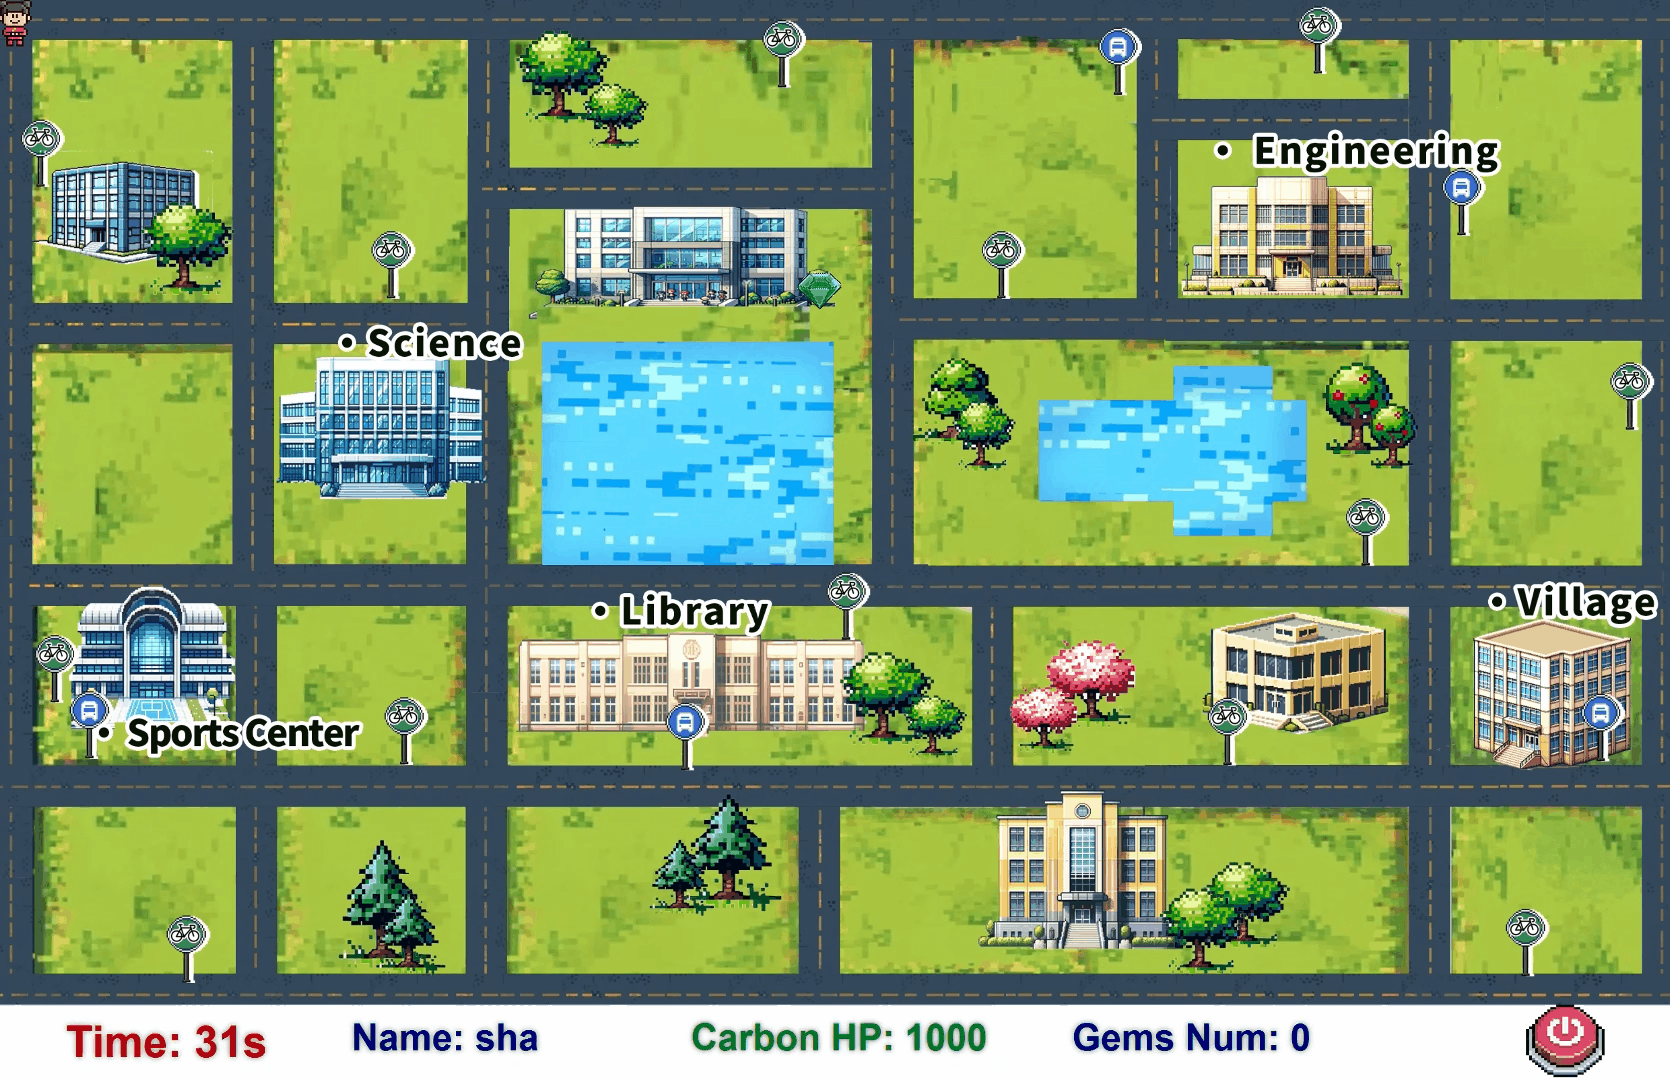 Engineering
Science
Village
Library
Sports Center
Time: 31s
Name: sha
Carbon HP: 1000
Gems Num: 0